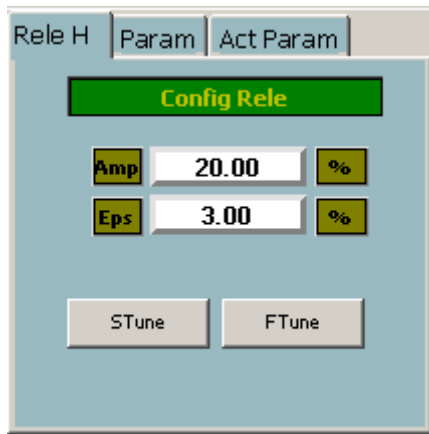 Rele H Param Act Param
Config Rele
Amp 20.00 %
Eps 3.00 %
STune FTune